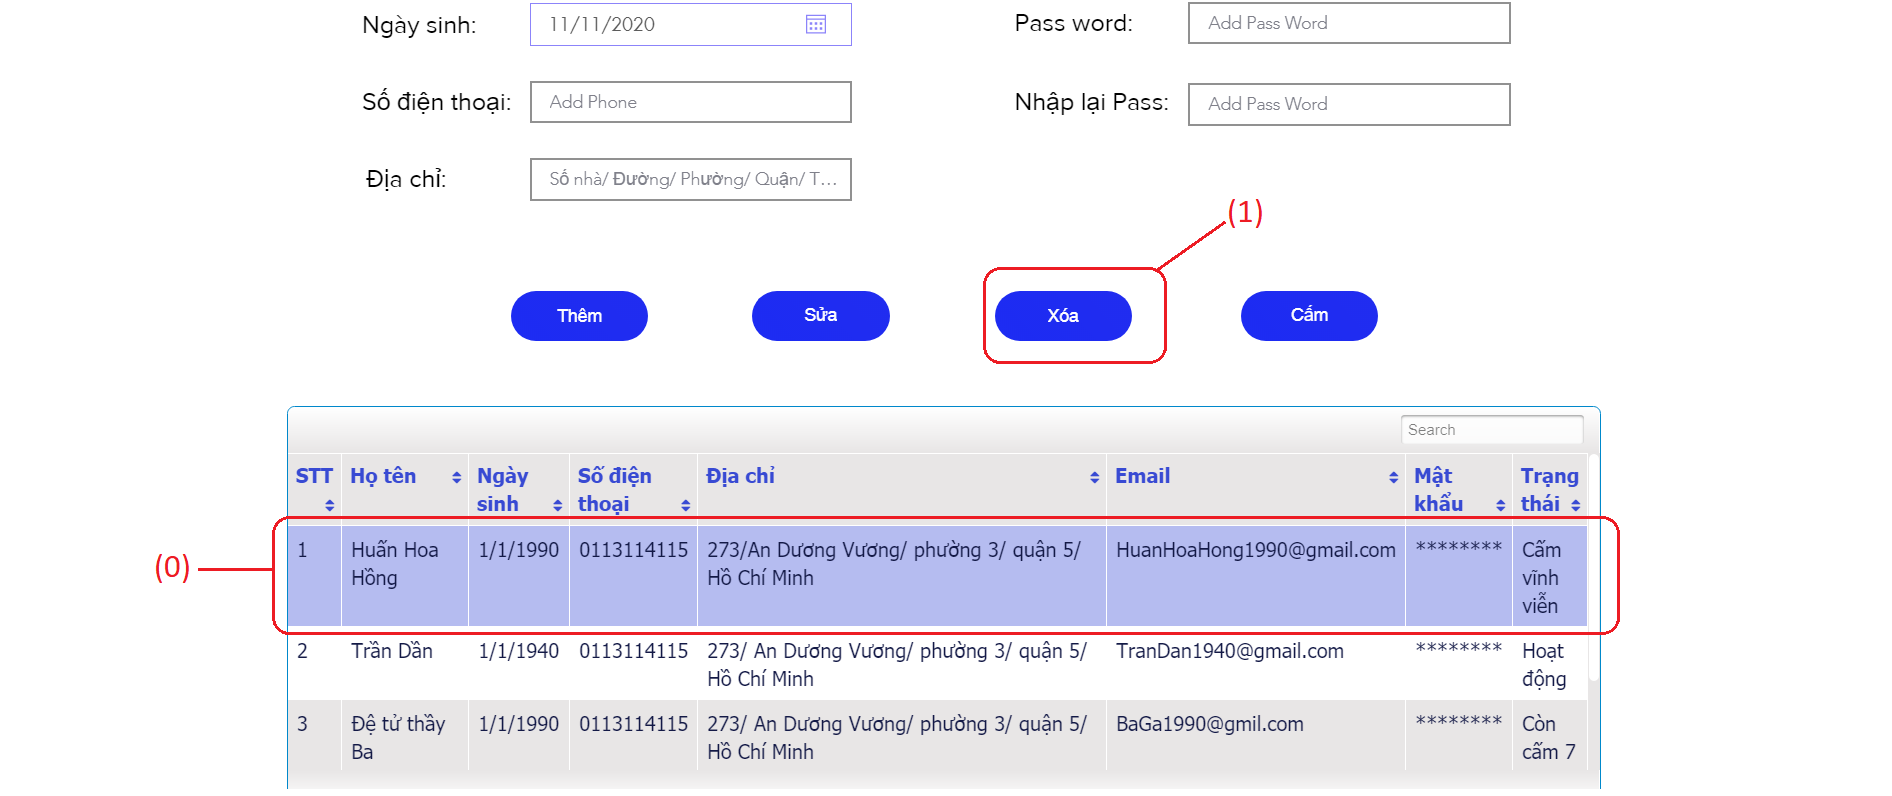 Ngày sinh: 11/11/2020 Pass word: Add Pass Word
Số điện thoại: Add Phone Nhập lại Pass: Add Pass Word
Địa chỉ: Số nhà/ Đường/ Phường/ Quận/ T...
(1)
Thêm Sửa Xóa Cấm
Search
STT Họ tên Ngày Số điện Địa chỉ Email Mật Trạng
sinh thoại khẩu thái
(0)
1 Huấn Hoa 1/1/1990 0113114115 273/An Dương Vương/ phường 3/ quận 5/ HuanHoaHong1990@gmail.com ******** Cấm
Hồng Hồ Chí Minh vĩnh
viễn
2 Trần Dần 1/1/1940 0113114115 273/ An Dương Vương/ phường 3/ quận 5/ TranDan1940@gmail.com ******** Hoạt
Hồ Chí Minh động
3 Đệ tử thầy 1/1/1990 0113114115 273/ An Dương Vương/ phường 3/ quận 5/ BaGa1990@gmil.com ******** Còn
Ba Hồ Chí Minh cấm 7